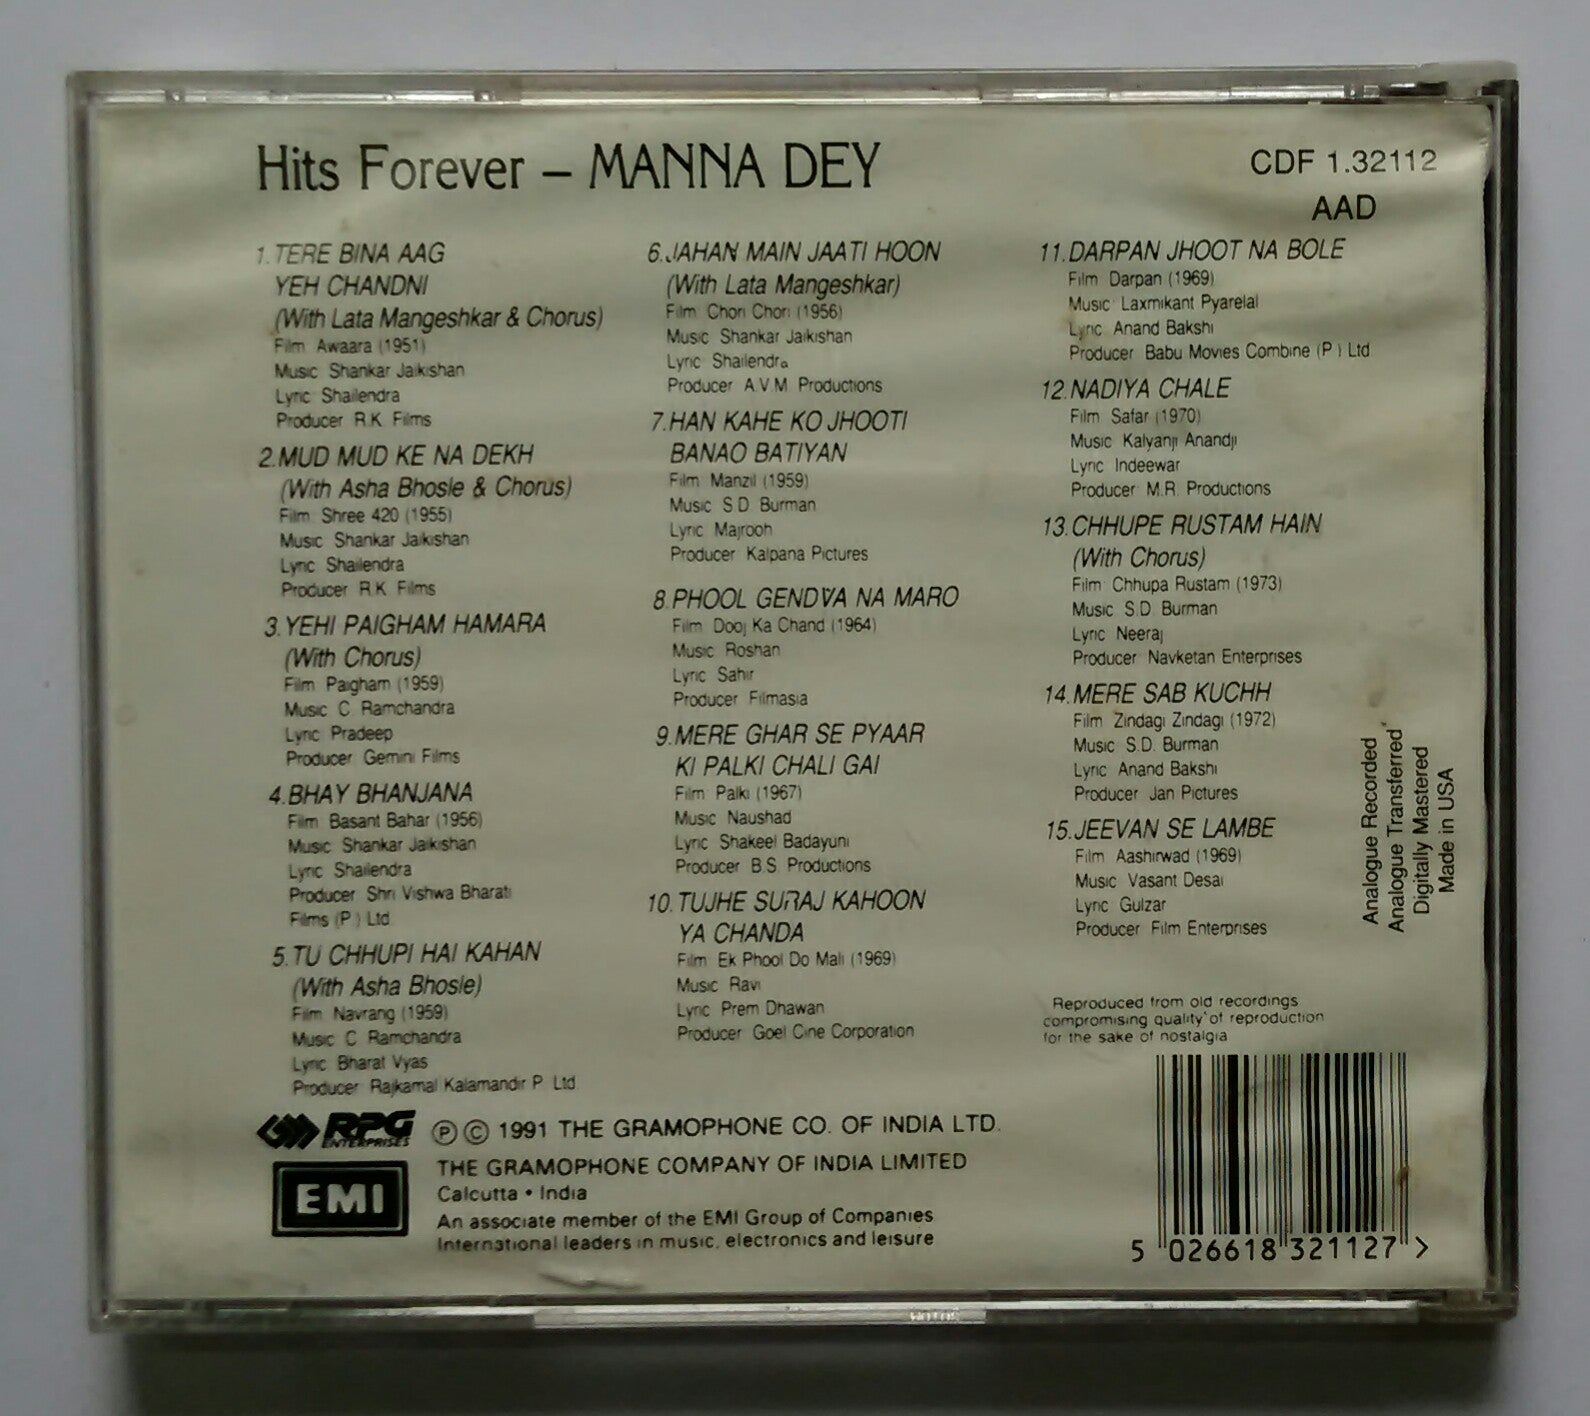 Hits Forever – MANNA DEY
CDF 1.32112
AAD
1. TERE BINA AAG
YEH CHANDNI
(With Lata Mangeshkar & Chorus)
Film Awaara (1951)
Music Shankar Jaikishan
Lyric Shailendra
Producer R.K. Films
2. MUD MUD KE NA DEKH
(With Asha Bhosle & Chorus)
Film Shree 420 (1955)
Music Shankar Jaikishan
Lyric Shailendra
Producer R.K. Films
3. YEHI PAIGHAM HAMARA
(With Chorus)
Film Paigham (1959)
Music C. Ramchandra
Lyric Pradeep
Producer Gemini Films
4. BHAY BHANJANA
Film Basant Bahar (1956)
Music Shankar Jaikishan
Lyric Shailendra
Producer Shri Vishwa Bharati
Films (P.) Ltd
5. TU CHHUPI HAI KAHAN
(With Asha Bhosle)
Film Navrang (1959)
Music C. Ramchandra
Lyric Bharat Vyas
Producer Rajkamal Kalamandir P. Ltd
6. JAHAN MAIN JAATI HOON
(With Lata Mangeshkar)
Film Chori Chori (1956)
Music Shankar Jaikishan
Lyric Shailendra
Producer A.V.M. Productions
7. HAN KAHE KO JHOOTI
BANAO BATIYAN
Film Manzil (1959)
Music S.D. Burman
Lyric Majrooh
Producer Kalpana Pictures
8. PHOOL GENDVA NA MARO
Film Dooj Ka Chand (1964)
Music Roshan
Lyric Sahir
Producer Filmasia
9. MERE GHAR SE PYAAR
KI PALKI CHALI GAI
Film Palki (1967)
Music Naushad
Lyric Shakeel Badayuni
Producer B.S. Productions
10. TUJHE SURAJ KAHOON
YA CHANDA
Film Ek Phool Do Mali (1969)
Music Ravi
Lyric Prem Dhawan
Producer Goel Cine Corporation
11. DARPAN JHOOT NA BOLE
Film Darpan (1969)
Music Laxmikant Pyarelal
Lyric Anand Bakshi
Producer Babu Movies Combine (P.) Ltd
12. NADIYA CHALE
Film Safar (1970)
Music Kalyanji Anandji
Lyric Indeewar
Producer M.R. Productions
13. CHHUPE RUSTAM HAIN
(With Chorus)
Film Chhupa Rustam (1973)
Music S.D. Burman
Lyric Neeraj
Producer Navketan Enterprises
14. MERE SAB KUCHH
Film Zindagi Zindagi (1972)
Music S.D. Burman
Lyric Anand Bakshi
Producer Jan Pictures
15. JEEVAN SE LAMBE
Film Aashirwad (1969)
Music Vasant Desai
Lyric Gulzar
Producer Film Enterprises
Analogue Recorded
Analogue Transferred
Digitally Mastered
Made in USA
Reproduced from old recordings
compromising quality of reproduction
for the sake of nostalgia
RPG
ENTERPRISES
℗ © 1991 THE GRAMOPHONE CO. OF INDIA LTD.
EMI
THE GRAMOPHONE COMPANY OF INDIA LIMITED
Calcutta • India
An associate member of the EMI Group of Companies
International leaders in music, electronics and leisure
5 026618 321127 >